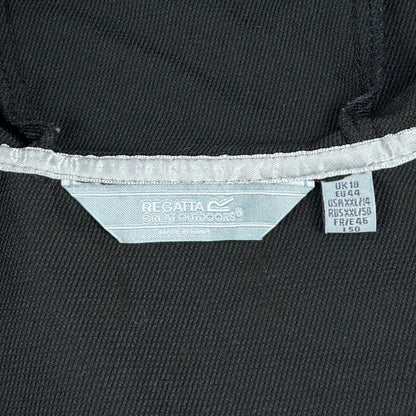 REGATTA
GREAT OUTDOORS®
UK 18
EU 44
USA XXL/14
RUS XXL/50
FR/E 46
I 50